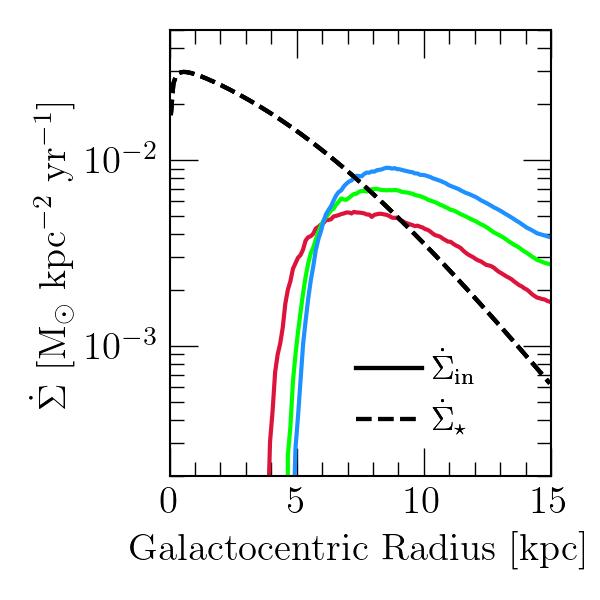 Σ̇ [M⊙ kpc⁻² yr⁻¹]
10⁻²
10⁻³
Σ̇in
Σ̇⋆
0 5 10 15
Galactocentric Radius [kpc]